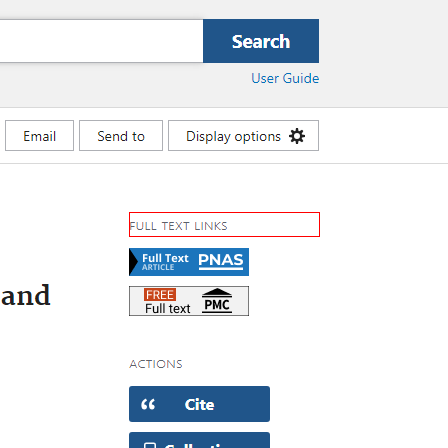 Search
User Guide
Email
Send to
Display options
FULL TEXT LINKS
Full Text
ARTICLE
PNAS
FREE
Full text
PMC
and
ACTIONS
Cite